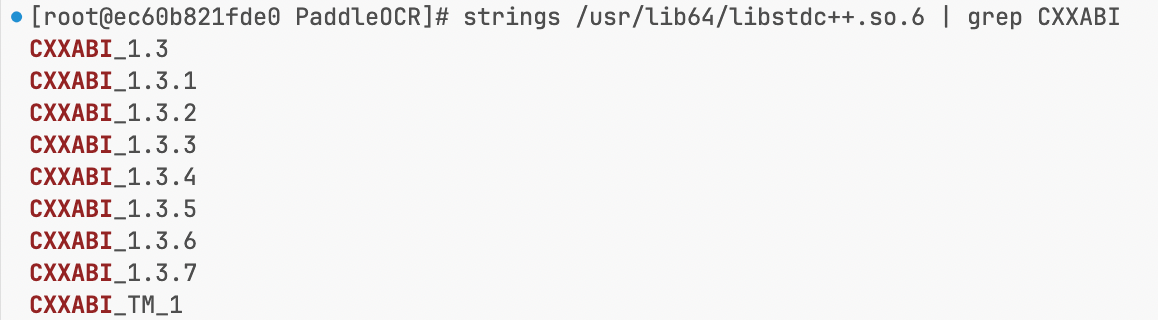 [root@ec60b821fde0 PaddleOCR]# strings /usr/lib64/libstdc++.so.6 | grep CXXABI
CXXABI_1.3
CXXABI_1.3.1
CXXABI_1.3.2
CXXABI_1.3.3
CXXABI_1.3.4
CXXABI_1.3.5
CXXABI_1.3.6
CXXABI_1.3.7
CXXABI_TM_1